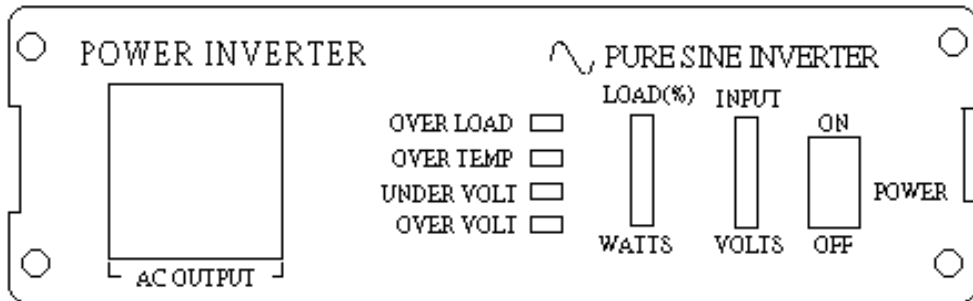 POWER INVERTER
PURE SINE INVERTER
LOAD(%)
INPUT
OVER LOAD
ON
OVER TEMP
UNDER VOLT
POWER
OVER VOLT
WATTS
VOLTS
OFF
AC OUTPUT